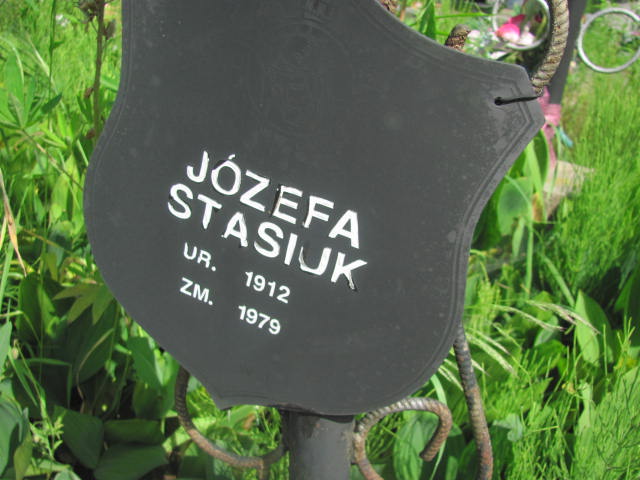 JÓZEFA
STASIUK
UR. 1912
ZM. 1979